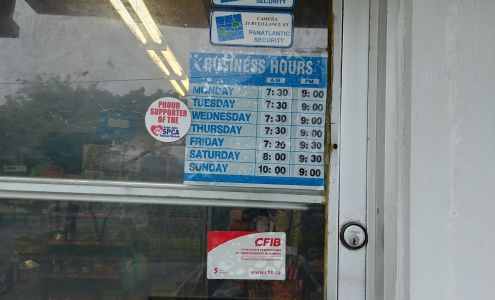 SECURITY
CAMERA
SURVEILLANCE BY
PANATLANTIC
SECURITY
BUSINESS HOURS
A.M. P.M.
MONDAY 7:30 9:00
TUESDAY 7:30 9:00
WEDNESDAY 7:30 9:00
THURSDAY 7:30 9:00
FRIDAY 7:30 9:30
SATURDAY 8:00 9:30
SUNDAY 10:00 9:00
PROUD
SUPPORTER
OF THE
SPCA
CFIB
CANADIAN FEDERATION
OF INDEPENDENT BUSINESS
5
www.cfib.ca